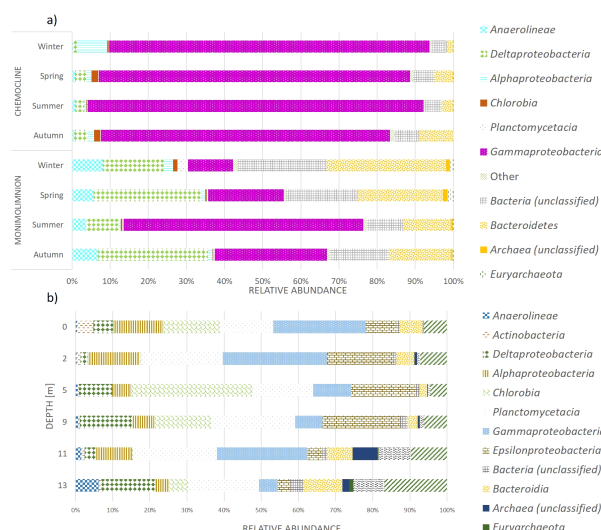 a)
CHEMOCLINE
Winter
Spring
Summer
Autumn
MONIMOLIMNION
Winter
Spring
Summer
Autumn
0% 10% 20% 30% 40% 50% 60% 70% 80% 90% 100%
RELATIVE ABUNDANCE
Anaerolineae
Deltaproteobacteria
Alphaproteobacteria
Chlorobia
Planctomycetacia
Gammaproteobacteria
Other
Bacteria (unclassified)
Bacteroidetes
Archaea (unclassified)
Euryarchaeota
b)
DEPTH [m]
0
2
5
9
11
13
0% 10% 20% 30% 40% 50% 60% 70% 80% 90% 100%
RELATIVE ABUNDANCE
Anaerolineae
Actinobacteria
Deltaproteobacteria
Alphaproteobacteria
Chlorobia
Planctomycetacia
Gammaproteobacteria
Epsilonproteobacteria
Bacteria (unclassified)
Bacteroidia
Archaea (unclassified)
Euryarchaeota